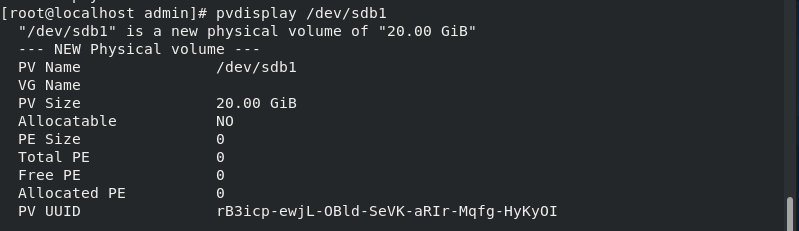 [root@localhost admin]# pvdisplay /dev/sdb1
"/dev/sdb1" is a new physical volume of "20.00 GiB"
--- NEW Physical volume ---
PV Name /dev/sdb1
VG Name
PV Size 20.00 GiB
Allocatable NO
PE Size 0
Total PE 0
Free PE 0
Allocated PE 0
PV UUID rB3icp-ewjL-OBld-SeVK-aRIr-Mqfg-HyKyOI